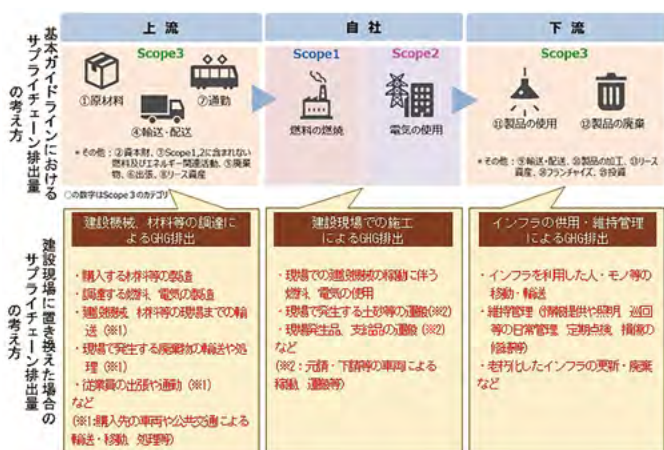 基本ガイドラインにおける
サプライチェーン排出量
の考え方
上流
自社
下流
Scope3
Scope1
Scope2
Scope3
①原材料
⑦通勤
④輸送・配送
燃料の燃焼
電気の使用
⑪製品の使用
⑫製品の廃棄
*その他:②資本財、③Scope1,2に含まれない
燃料及びエネルギー関連活動、⑤廃棄
物、⑥出張、⑧リース資産
*その他:⑨輸送・配送、⑩製品の加工、⑬リース
資産、⑭フランチャイズ、⑮投資
○の数字はScope 3のカテゴリ
建設現場に置き換えた場合の
サプライチェーン排出量
の考え方
建設機械、材料等の調達に
よるGHG排出
・購入する材料等の製造
・調達する燃料、電気の製造
・建設機械、材料等の現場までの輸
送(※1)
・現場で発生する廃棄物の輸送や処
理(※1)
・従業員の出張や通勤(※1)
など
(※1:購入先の車両や公共交通による
輸送・移動、処理等)
建設現場での施工
によるGHG排出
・現場での建設機械の稼動に伴う
燃料、電気の使用
・現場で発生する土砂等の運搬(※2)
・現場発生品、支給品の運搬(※2)
など
(※2:元請・下請等の車両による
稼動、運搬等)
インフラの供用・維持管理
によるGHG排出
・インフラを利用した人・モノ等の
移動・輸送
・維持管理(情報提供や照明、巡回
等の日常管理、定期点検、損傷の
修繕等)
・老朽化したインフラの更新・廃棄
など